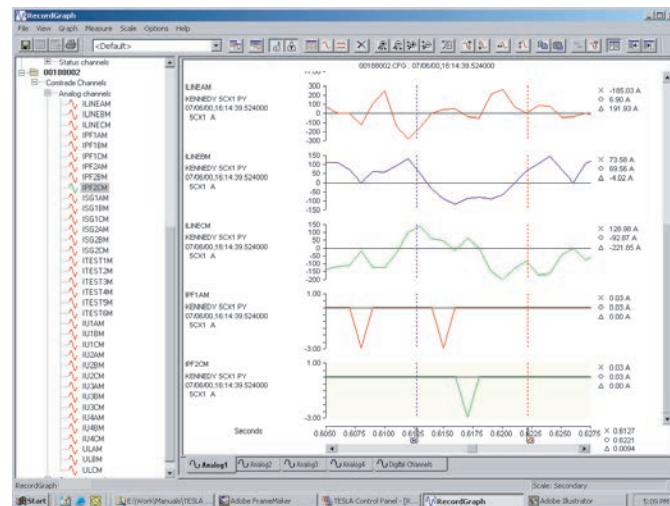 RecordGraph
File View Graph Measure Scale Options Help
<Default>
Status channels
00188002
Comtrade Channels
Analog channels
ILINEAM
ILINEBM
ILINECM
IPF1AM
IPF1BM
IPF1CM
IPF2AM
IPF2BM
IPF2CM
ISG1AM
ISG1BM
ISG1CM
ISG2AM
ISG2BM
ISG2CM
ITEST1M
ITEST2M
ITEST3M
ITEST4M
ITEST5M
ITEST6M
IU1AM
IU1BM
IU1CM
IU2AM
IU2BM
IU2CM
IU3AM
IU3BM
IU3CM
IU4AM
IU4BM
IU4CM
ULAM
ULBM
ULCM
00188002.CFG : 07/06/00,16:14:39.524000
ILINEAM
KENNEDY 5CX1 PY
07/06/00,16:14:39.524000
5CX1 A
300
200
100
0
-100
-200
-300
X -185.03 A
O 6.90 A
Δ 191.93 A
ILINEBM
KENNEDY 5CX1 PY
07/06/00,16:14:39.524000
5CX1 A
150
100
50
0
-50
-100
-150
X 73.58 A
O 69.56 A
Δ -4.02 A
ILINECM
KENNEDY 5CX1 PY
07/06/00,16:14:39.524000
5CX1 A
150
100
50
0
-50
-100
-150
-200
X 128.98 A
O -92.87 A
Δ -221.85 A
IPF1AM
KENNEDY 5CX1 PY
07/06/00,16:14:39.524000
5CX1 A
1.00
-3.00
X 0.03 A
O 0.03 A
Δ 0.00 A
IPF2CM
KENNEDY 5CX1 PY
07/06/00,16:14:39.524000
5CX1 A
1.00
-3.00
X 0.03 A
O 0.03 A
Δ 0.00 A
Seconds
0.6050 0.6075 0.6100 0.6125 0.6150 0.6175 0.6200 0.6225 0.6250 0.6275
X 0.6127
O 0.6221
Δ 0.0094
Analog1 Analog2 Analog3 Analog4 Digital Channels
RecordGraph Scale: Secondary
Start E:\Work\Manuals\TESLA ... Adobe FrameMaker TESLA Control Panel - [R... RecordGraph Adobe Illustrator 5:09 PM